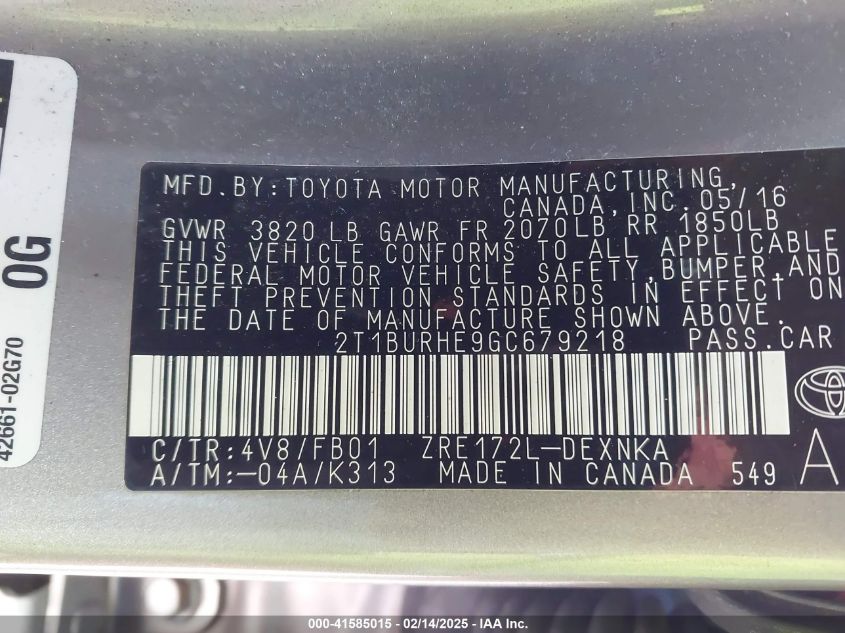 MFD. BY: TOYOTA MOTOR MANUFACTURING,
CANADA, INC. 05/16
GVWR 3820 LB GAWR FR 2070LB, RR 1850LB
THIS VEHICLE CONFORMS TO ALL APPLICABLE
FEDERAL MOTOR VEHICLE SAFETY, BUMPER, AND
THEFT PREVENTION STANDARDS IN EFFECT ON
THE DATE OF MANUFACTURE SHOWN ABOVE.
2T1BURHE9GC679218 PASS. CAR
C/TR: 4V8/FB01 ZRE172L-DEXNKA
A/TM: -04A/K313 MADE IN CANADA 549
A
42661-02G70
0G
000-41585015 - 02/14/2025 - IAA Inc.